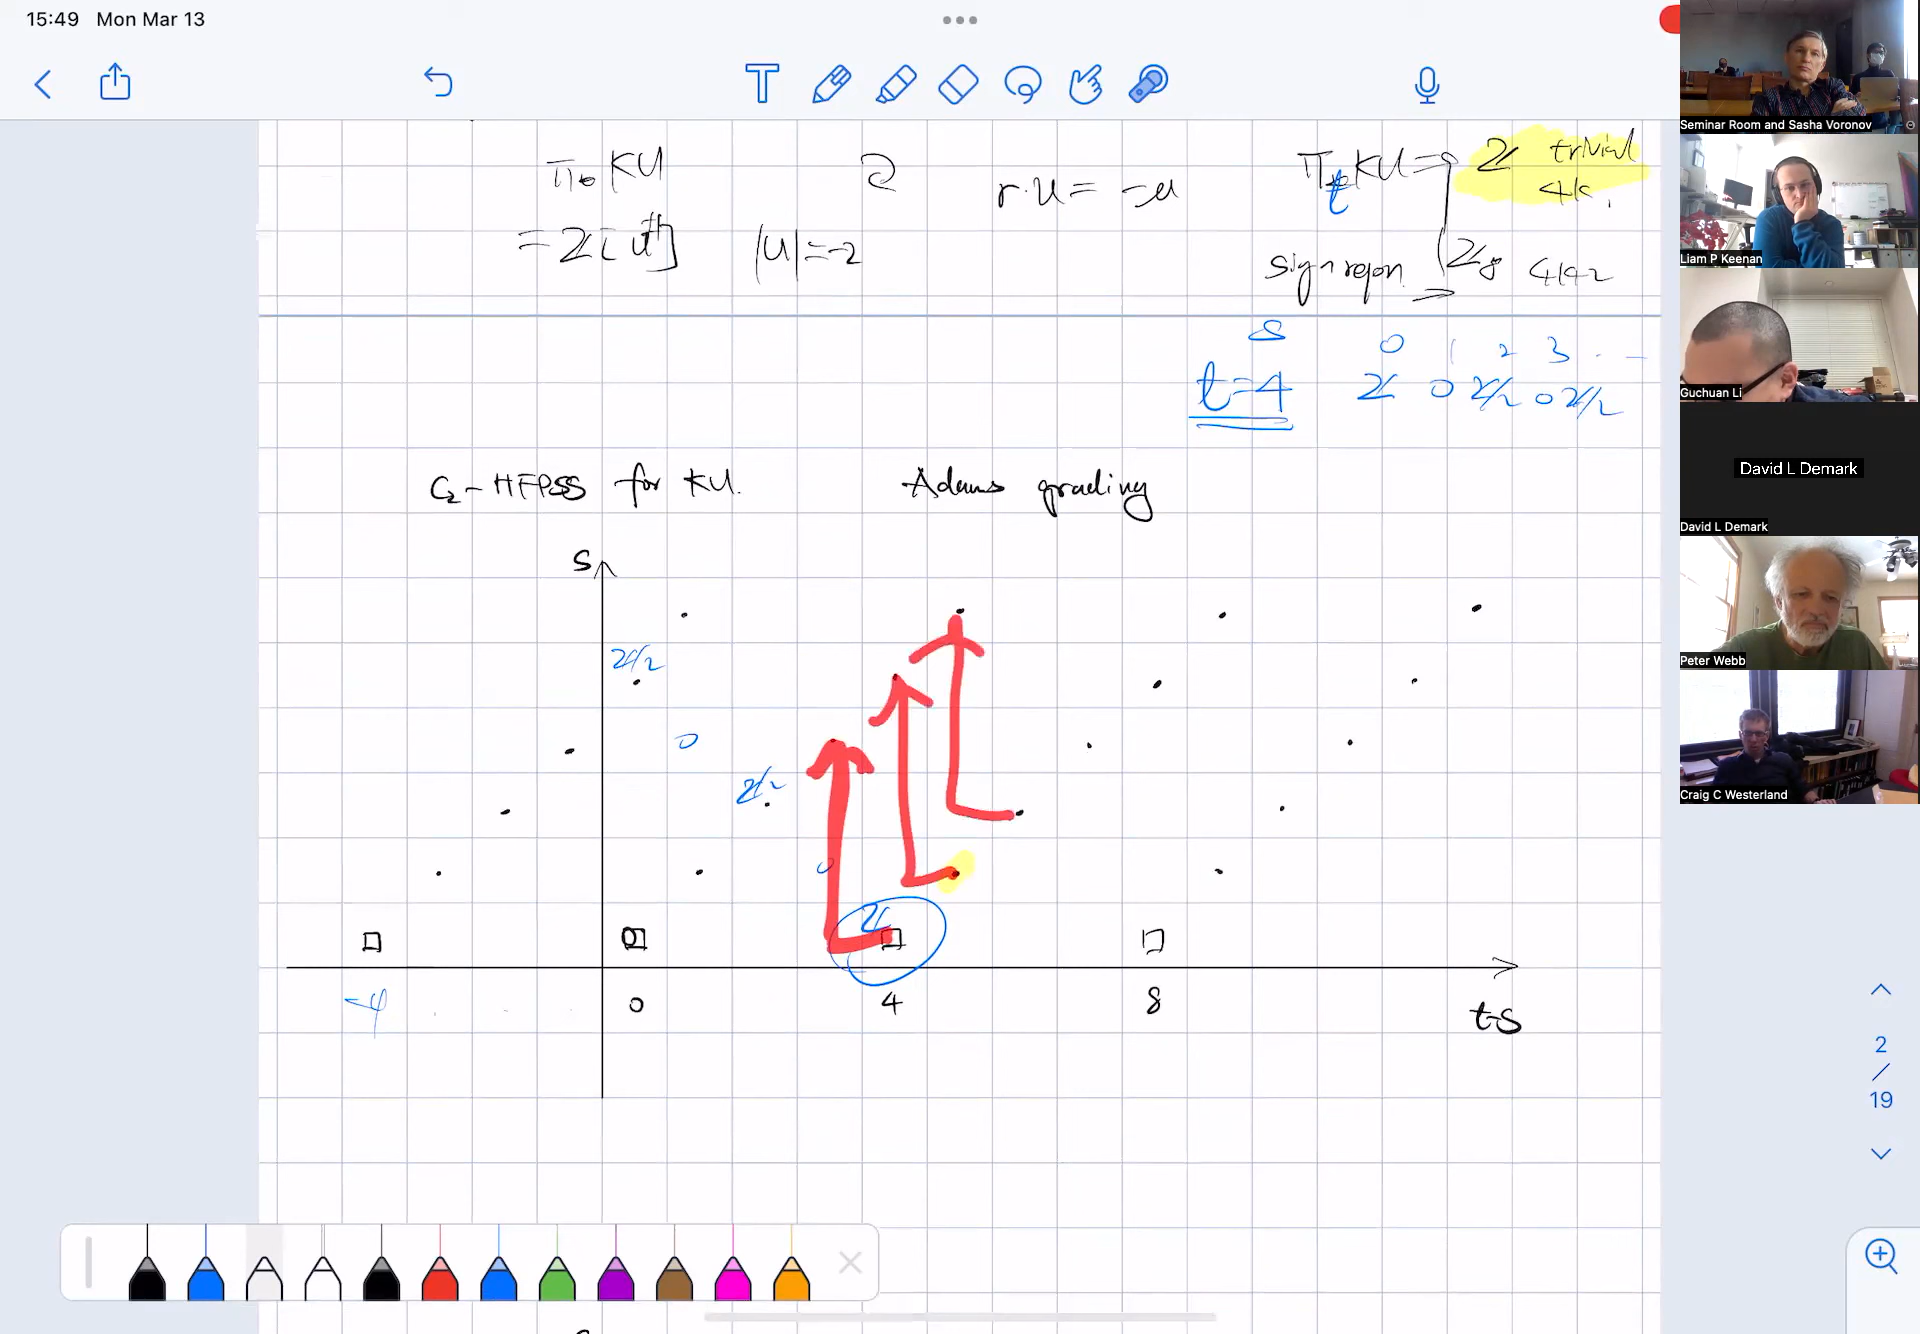 15:49 Mon Mar 13
π₀ KU
r·u = -u
π_t KU = Z trivial 4k
= Z[u^±]
|u| = -2
sign repn. Z_s 4k+2
s 0 1 2 3 . –
t=4 Z 0 Z/2 0 Z/2
C₂-HFPSS for KU.
Adams grading
s
Z/2
0
Z/2
0
Z
-4
0
4
8
t-s
2
/
19
Seminar Room and Sasha Voronov
Liam P Keenan
Guchuan Li
David L Demark
David L Demark
Peter Webb
Craig C Westerland